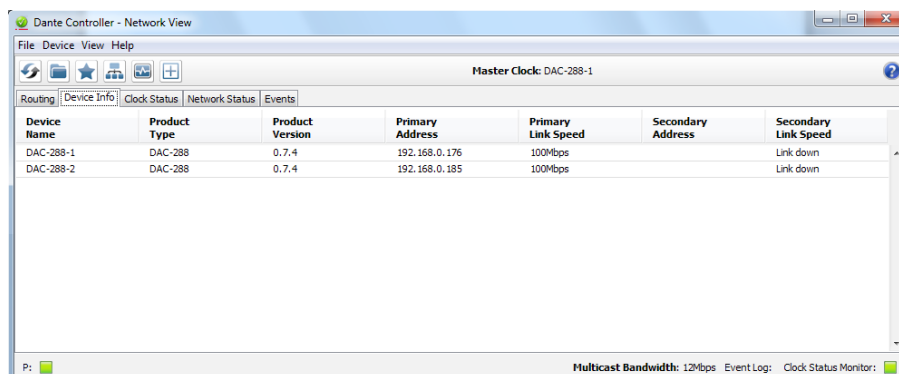 Dante Controller - Network View
File Device View Help
Master Clock: DAC-288-1
?
Routing Device Info Clock Status Network Status Events
Device Name Product Type Product Version Primary Address Primary Link Speed Secondary Address Secondary Link Speed
DAC-288-1 DAC-288 0.7.4 192.168.0.176 100Mbps Link down
DAC-288-2 DAC-288 0.7.4 192.168.0.185 100Mbps Link down
P: Multicast Bandwidth: 12Mbps Event Log: Clock Status Monitor: